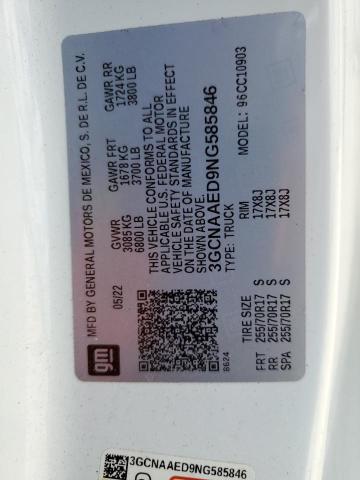 MFD BY GENERAL MOTORS DE MEXICO, S. DE R.L. DE C.V.
05/22
GVWR GAWR FRT GAWR RR
3085 KG 1678 KG 1724 KG
6800 LB 3700 LB 3800 LB
THIS VEHICLE CONFORMS TO ALL
APPLICABLE U.S. FEDERAL MOTOR
VEHICLE SAFETY STANDARDS IN EFFECT
ON THE DATE OF MANUFACTURE
SHOWN ABOVE.
3GCNAAED9NG585846
TYPE: TRUCK MODEL: 96CC10903
gm
8624
TIRE SIZE RIM
FRT 255/70R17 S 17X8J
RR 255/70R17 S 17X8J
SPA 255/70R17 S 17X8J
3GCNAAED9NG585846